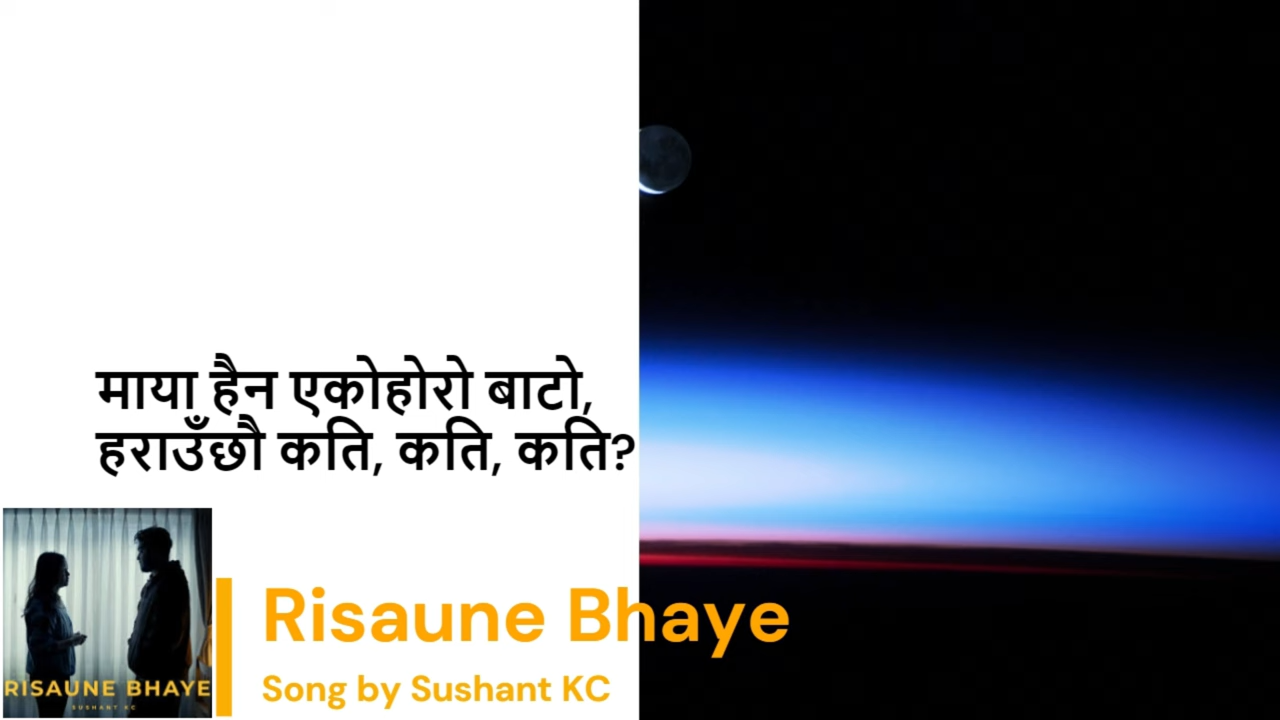 माया हैन एकोहोरो बाटो,
हराउँछौ कति, कति, कति?
Risaune Bhaye
Song by Sushant KC
RISAUNE BHAYE
SUSHANT KC